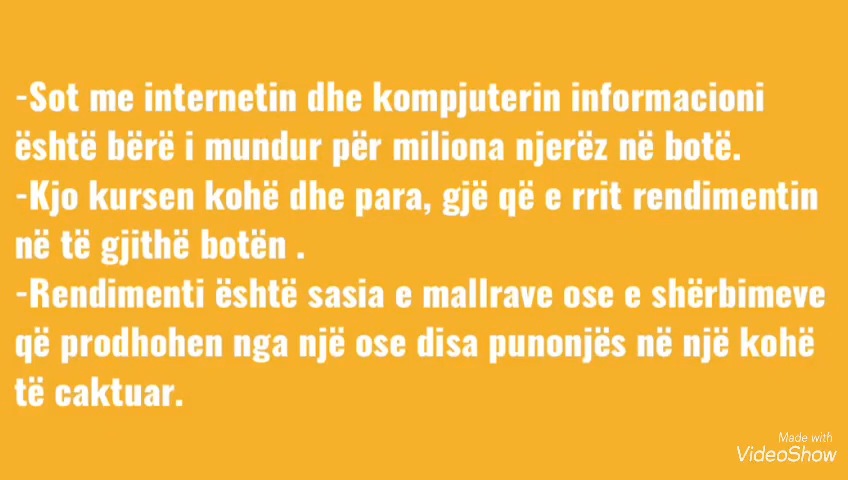 -Sot me internetin dhe kompjuterin informacioni
është bërë i mundur për miliona njerëz në botë.
-Kjo kursen kohë dhe para, gjë që e rrit rendimentin
në të gjithë botën .
-Rendimenti është sasia e mallrave ose e shërbimeve
që prodhohen nga një ose disa punonjës në një kohë
të caktuar.
Made with
VideoShow